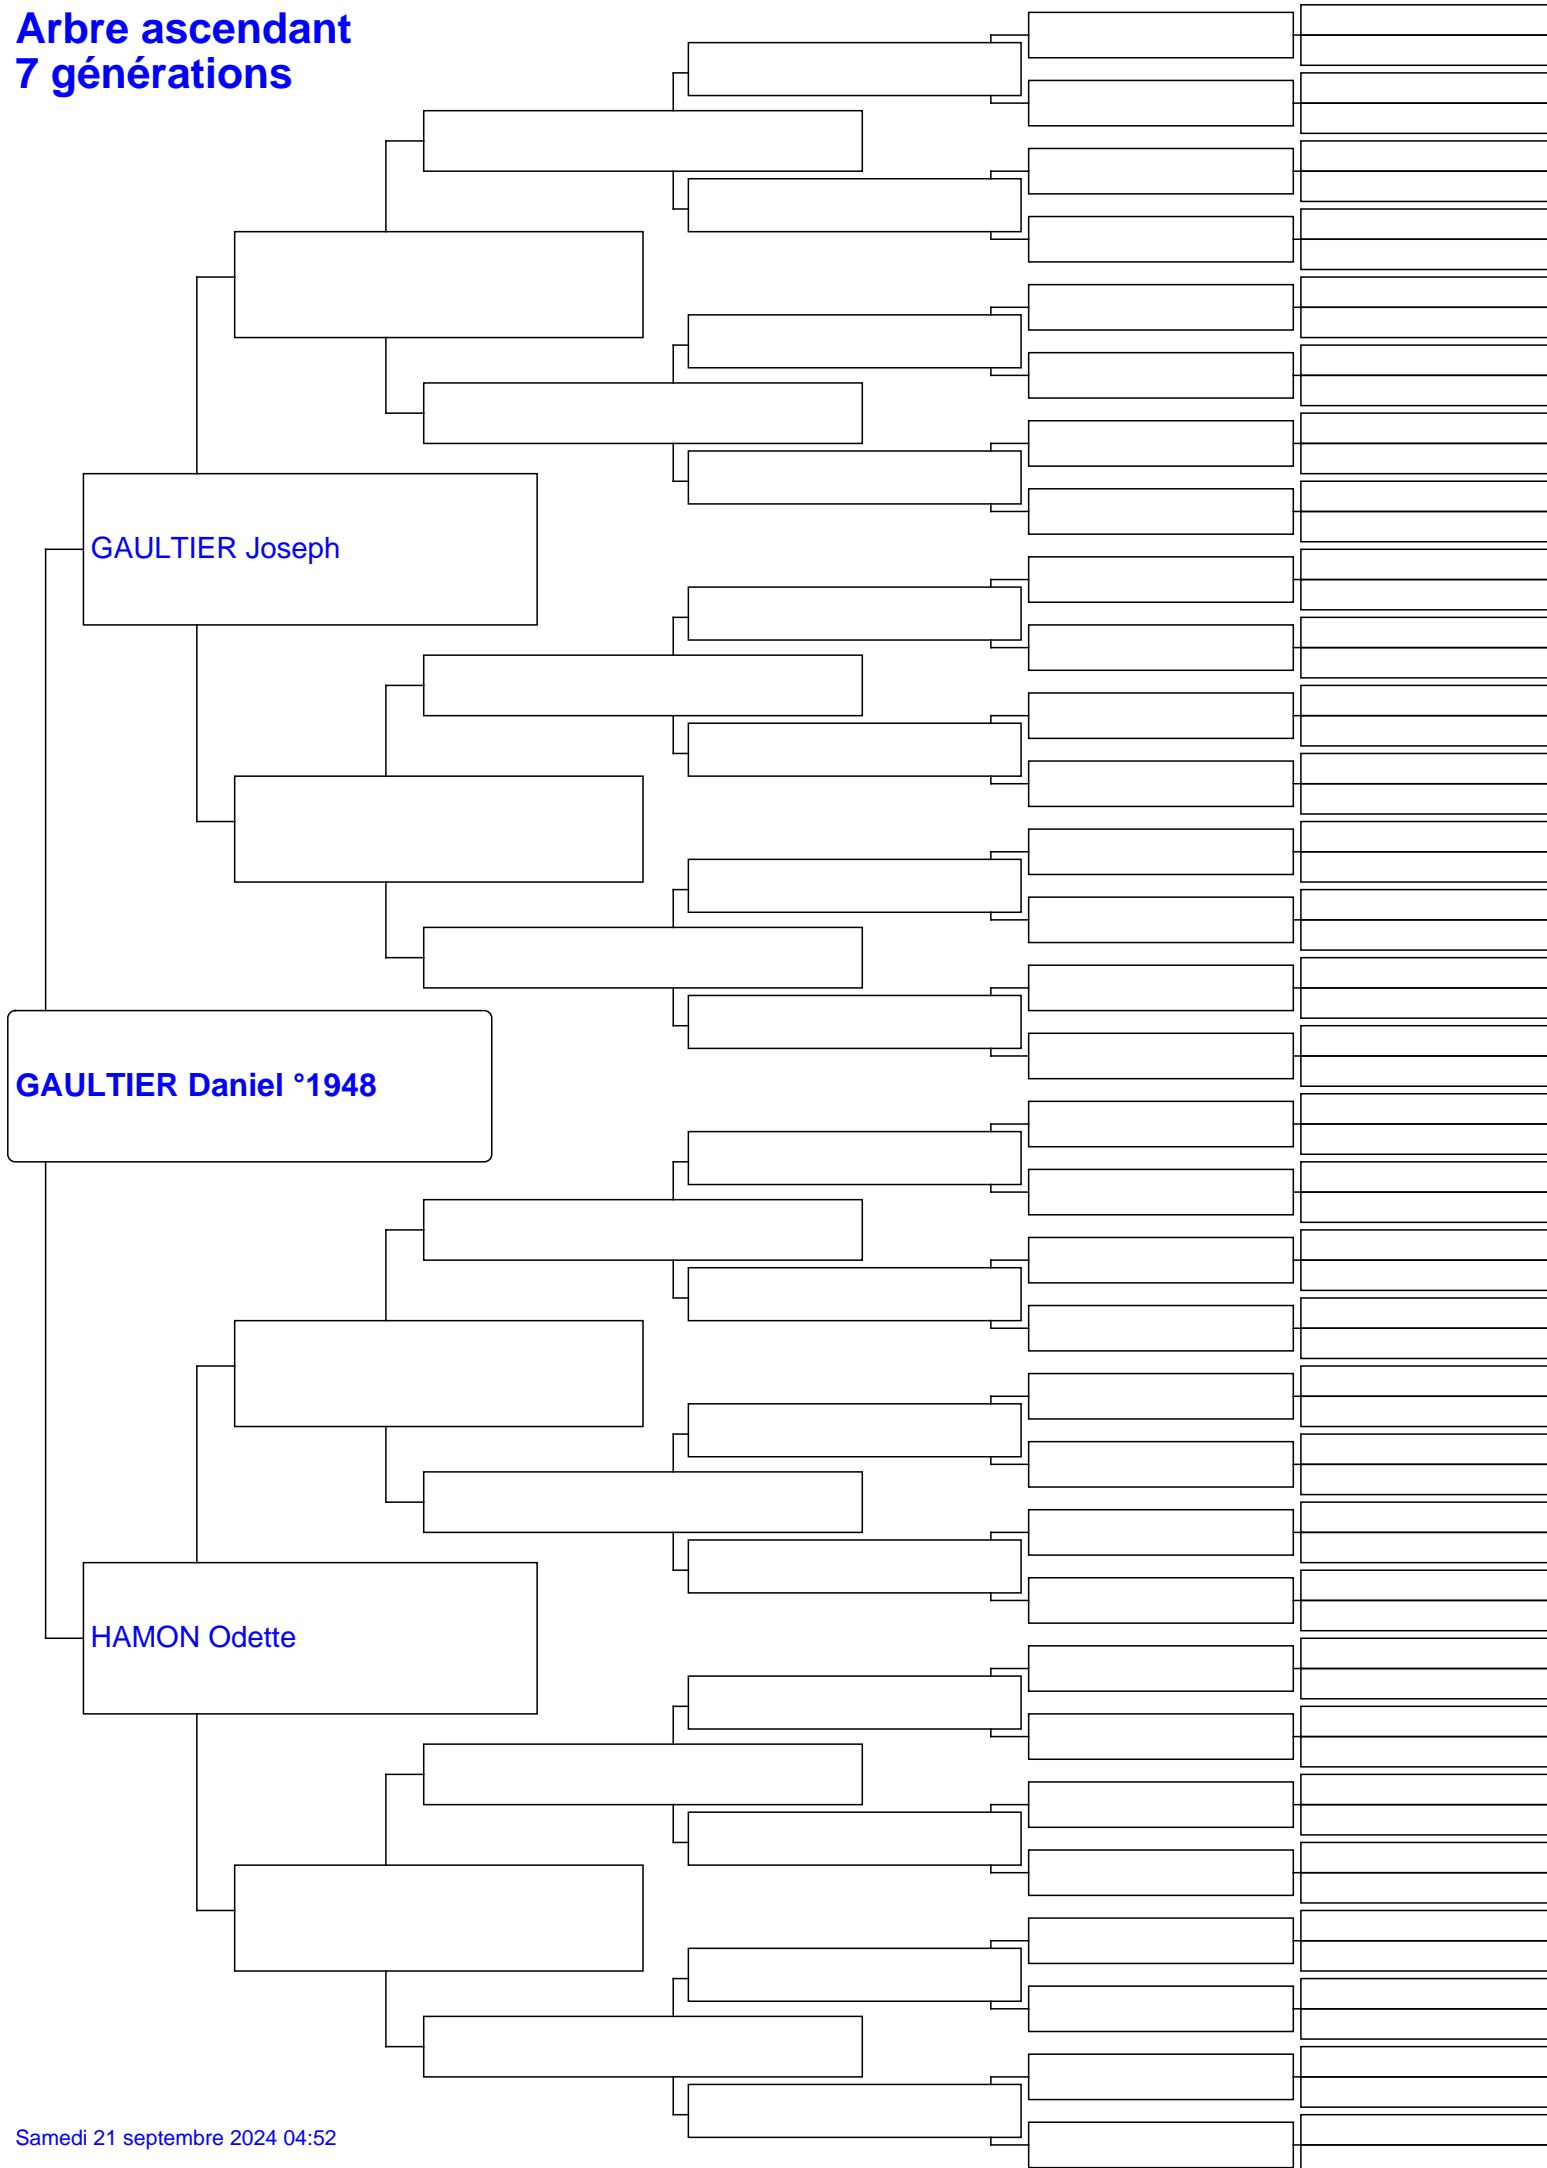 Arbre ascendant
7 générations
GAULTIER Joseph
GAULTIER Daniel °1948
HAMON Odette
Samedi 21 septembre 2024 04:52